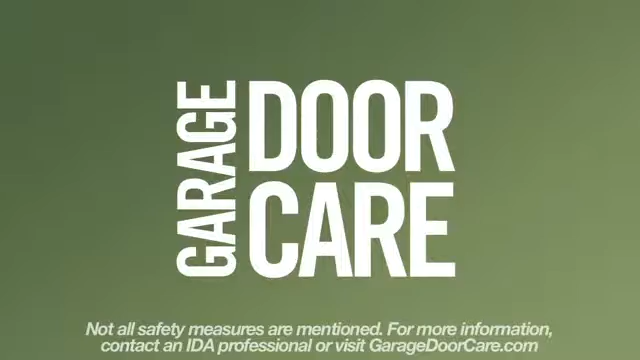 GARAGE
DOOR
CARE
Not all safety measures are mentioned. For more information,
contact an IDA professional or visit GarageDoorCare.com